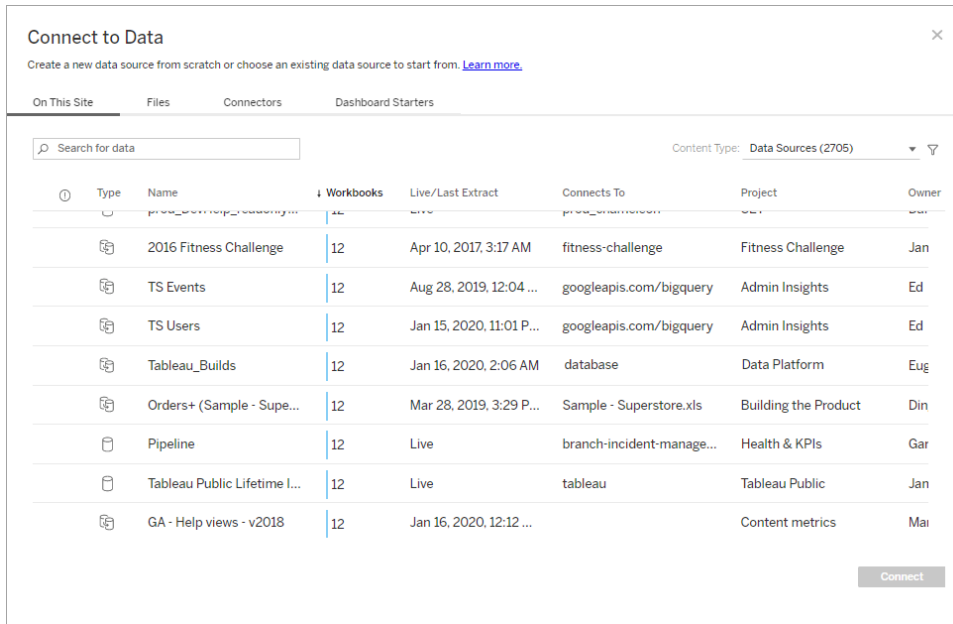 Connect to Data
Create a new data source from scratch or choose an existing data source to start from. Learn more.
On This Site Files Connectors Dashboard Starters
Search for data Content Type: Data Sources (2705)
Type Name ↓ Workbooks Live/Last Extract Connects To Project Owner
prod_DevHelp_readonly... 12 Live prod_chameleon
2016 Fitness Challenge 12 Apr 10, 2017, 3:17 AM fitness-challenge Fitness Challenge Jan
TS Events 12 Aug 28, 2019, 12:04 ... googleapis.com/bigquery Admin Insights Ed
TS Users 12 Jan 15, 2020, 11:01 P... googleapis.com/bigquery Admin Insights Ed
Tableau_Builds 12 Jan 16, 2020, 2:06 AM database Data Platform Eug
Orders+ (Sample - Supe... 12 Mar 28, 2019, 3:29 P... Sample - Superstore.xls Building the Product Din
Pipeline 12 Live branch-incident-manage... Health & KPIs Gar
Tableau Public Lifetime I... 12 Live tableau Tableau Public Jan
GA - Help views - v2018 12 Jan 16, 2020, 12:12 ... Content metrics Mar
Connect